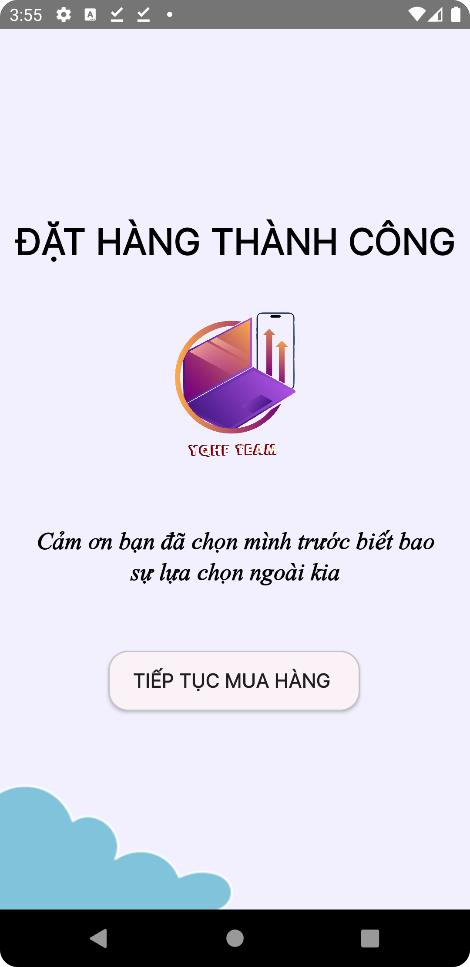 3:55
ĐẶT HÀNG THÀNH CÔNG
YQHF TEAM
Cảm ơn bạn đã chọn mình trước biết bao
sự lựa chọn ngoài kia
TIẾP TỤC MUA HÀNG